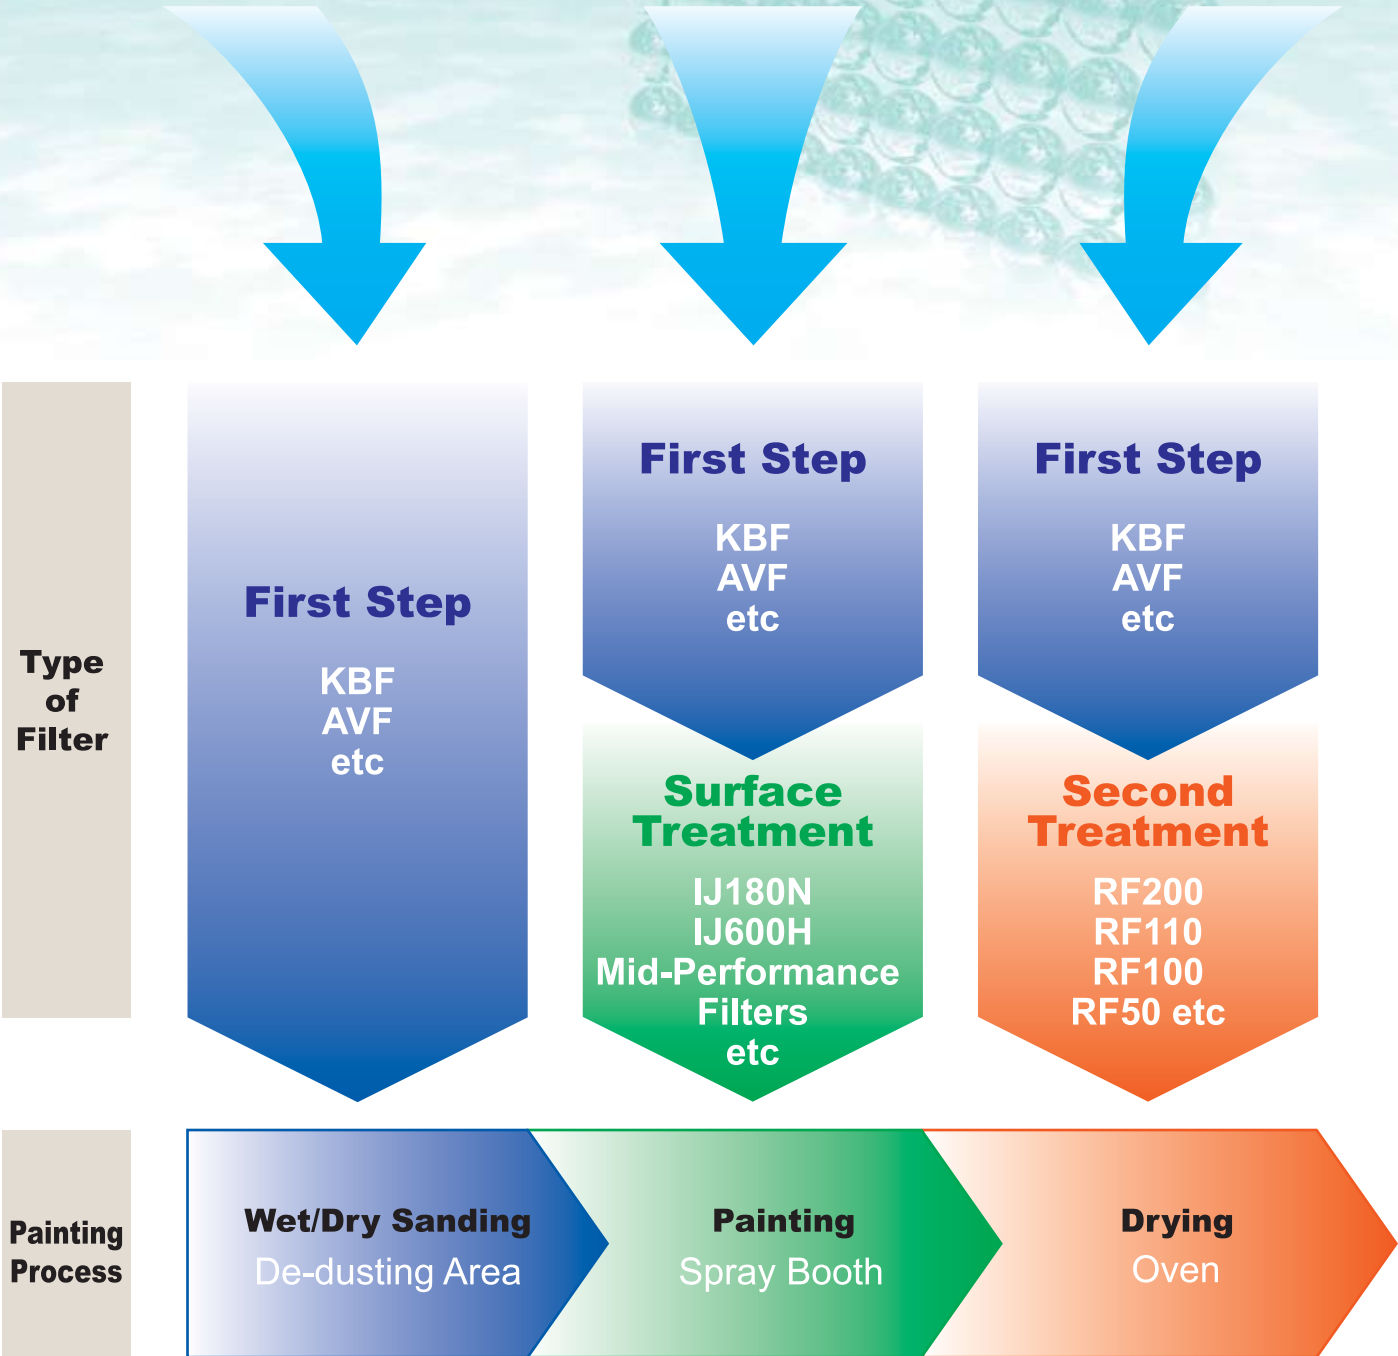 Type
of
Filter
First Step
KBF
AVF
etc
First Step
KBF
AVF
etc
Surface
Treatment
IJ180N
IJ600H
Mid-Performance
Filters
etc
First Step
KBF
AVF
etc
Second
Treatment
RF200
RF110
RF100
RF50 etc
Painting
Process
Wet/Dry Sanding
De-dusting Area
Painting
Spray Booth
Drying
Oven